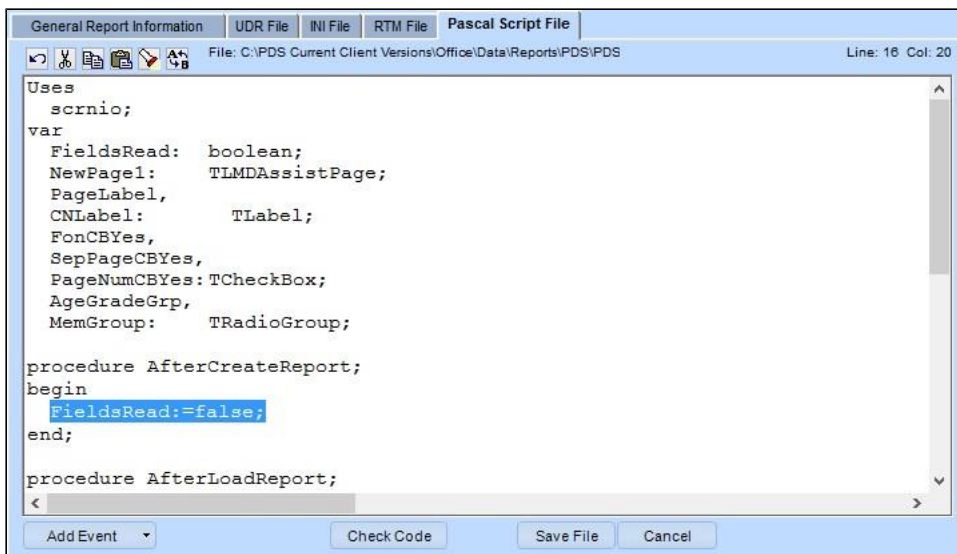 General Report Information UDR File INI File RTM File Pascal Script File
File: C:\PDS Current Client Versions\Office\Data\Reports\PDS\PDS Line: 16 Col: 20
Uses
  scrnio;
var
  FieldsRead:  boolean;
  NewPage1:    TLMDAssistPage;
  PageLabel,
  CNLabel:       TLabel;
  FonCBYes,
  SepPageCBYes,
  PageNumCBYes:TCheckBox;
  AgeGradeGrp,
  MemGroup:    TRadioGroup;
procedure AfterCreateReport;
begin
  FieldsRead:=false;
end;
procedure AfterLoadReport;
Add Event Check Code Save File Cancel